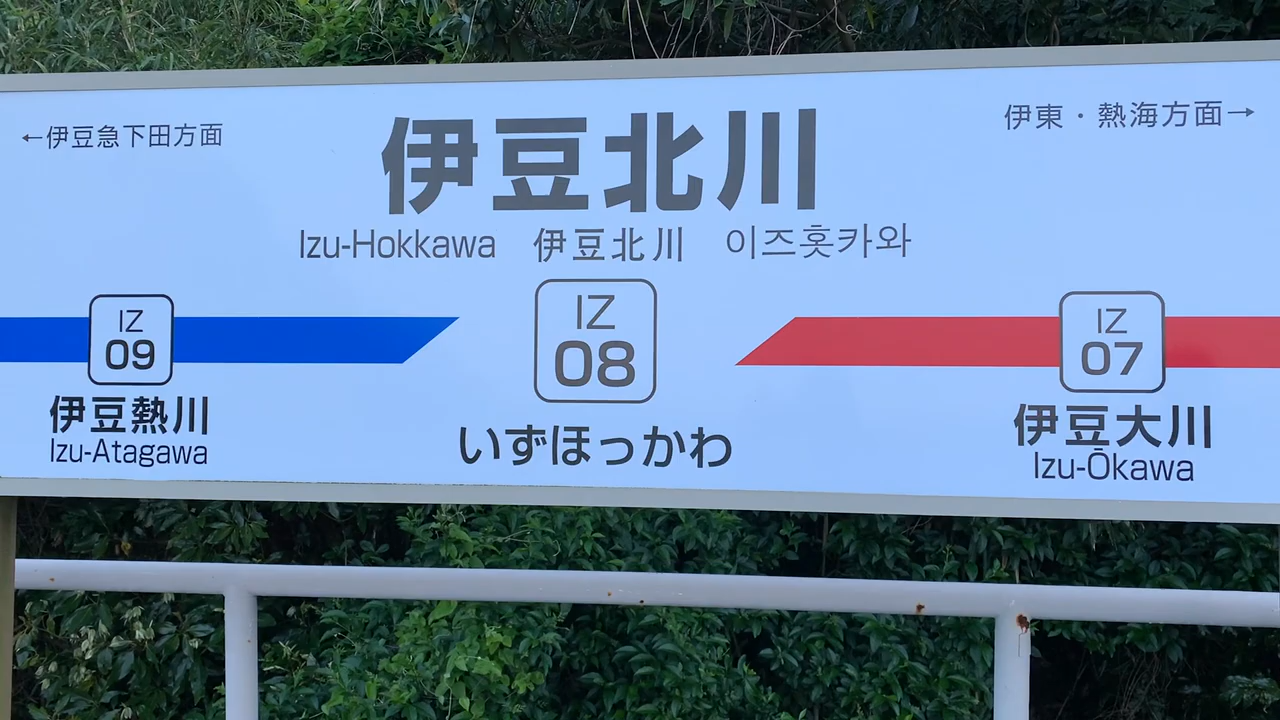 ←伊豆急下田方面
伊東・熱海方面→
伊豆北川
Izu-Hokkawa 伊豆北川 이즈홋카와
IZ
09
IZ
08
IZ
07
伊豆熱川
Izu-Atagawa
いずほっかわ
伊豆大川
Izu-Ōkawa